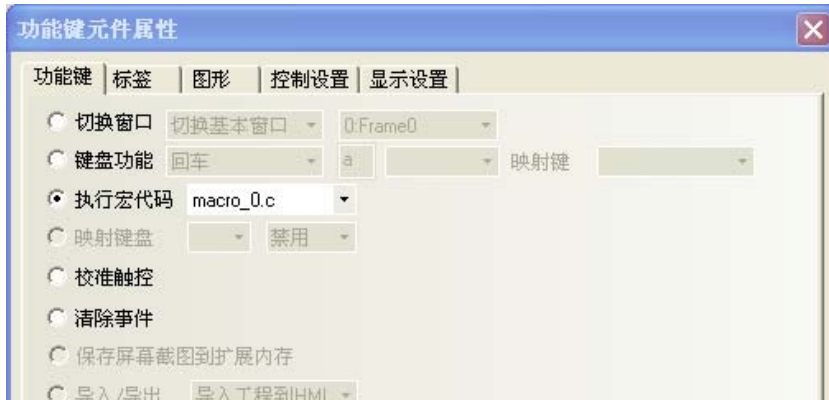 功能键元件属性
功能键 标签 图形 控制设置 显示设置
切换窗口 切换基本窗口 0:Frame0
键盘功能 回车 a 映射键
执行宏代码 macro_0.c
映射键盘 禁用
校准触控
清除事件
保存屏幕截图到扩展内存
导入/导出 导入工程到HMI